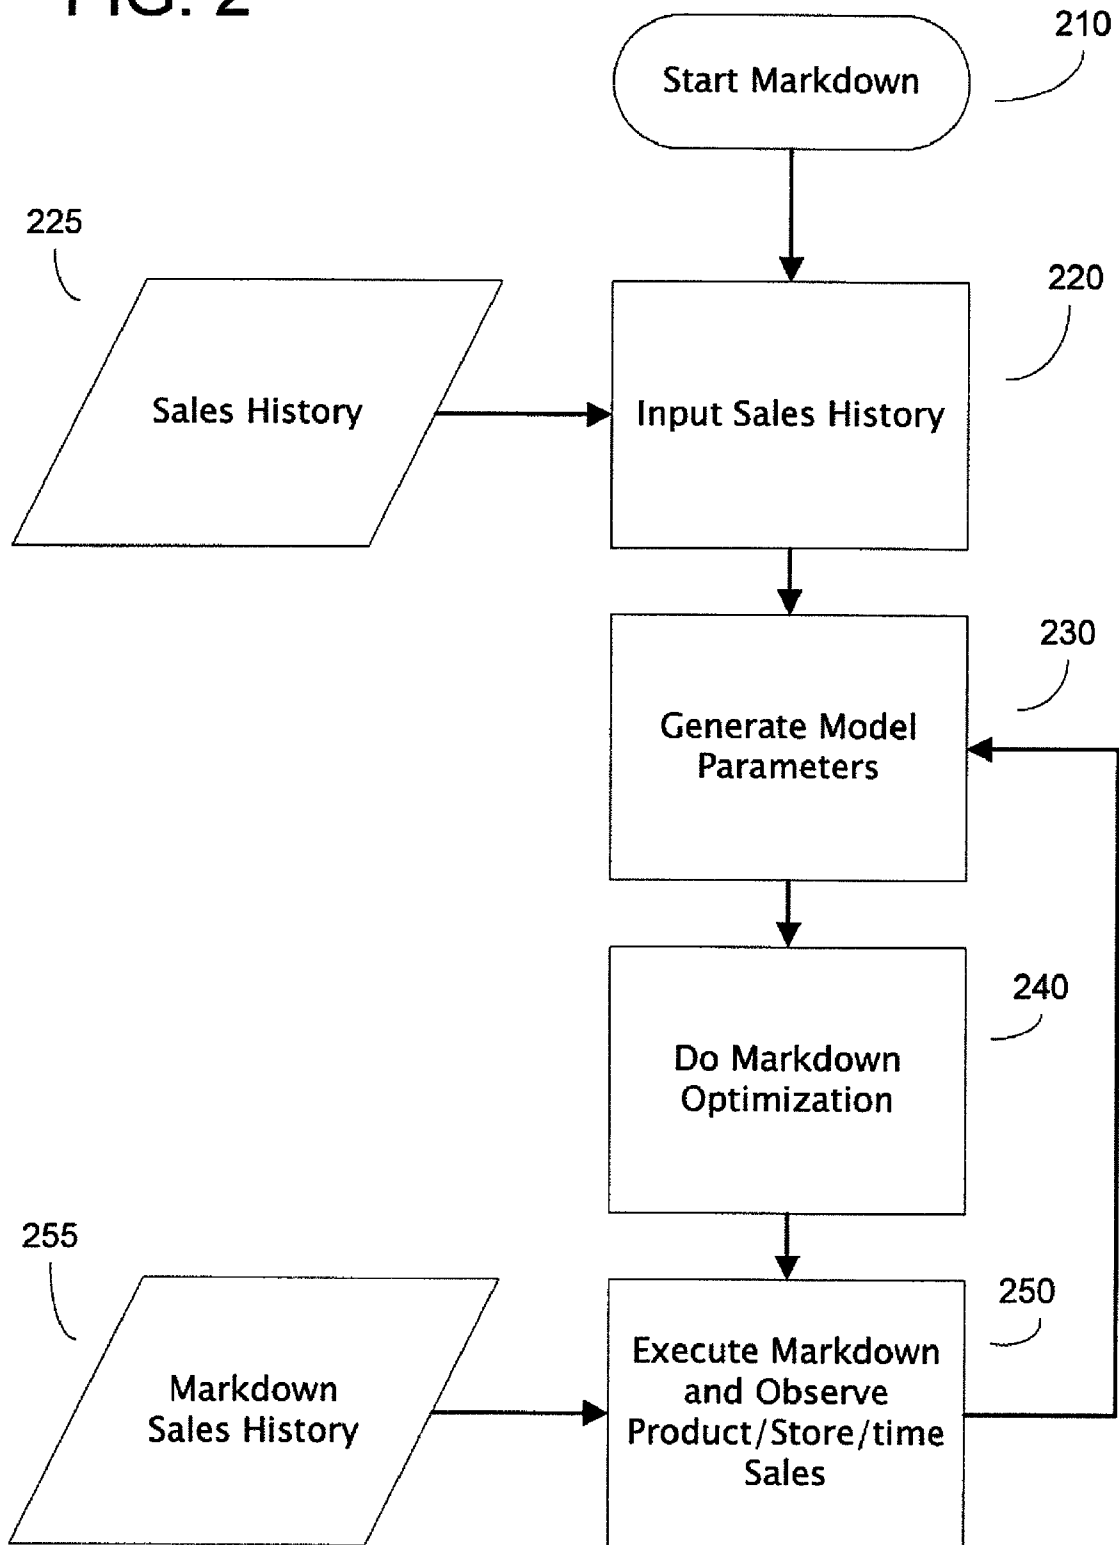 FIG. 2
210
Start Markdown
225
220
Sales History
Input Sales History
230
Generate Model
Parameters
240
Do Markdown
Optimization
255
250
Markdown
Sales History
Execute Markdown
and Observe
Product/Store/time
Sales